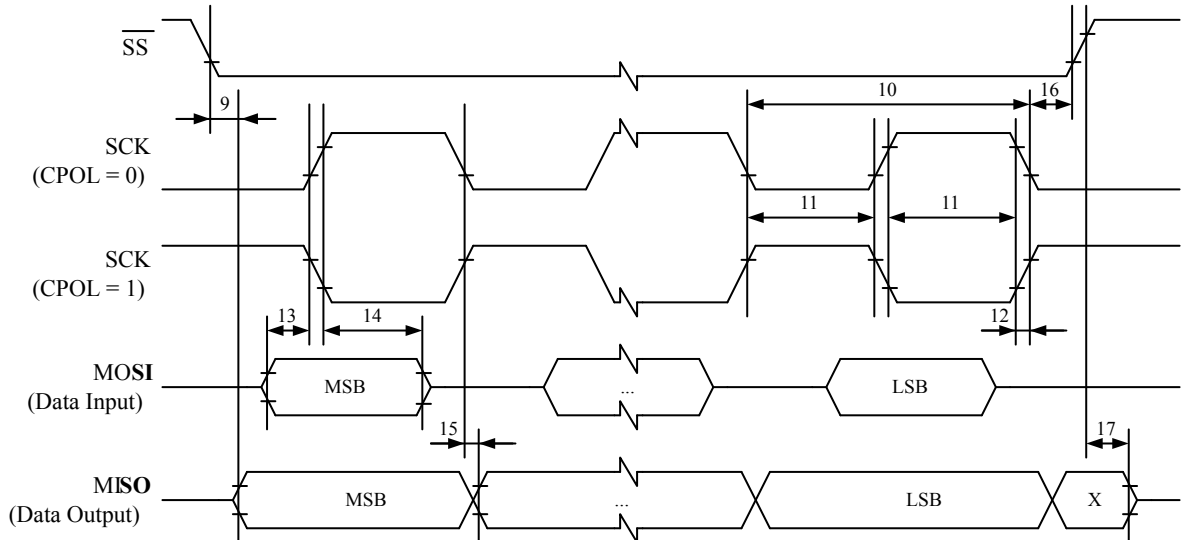 SS
9
10
16
SCK
(CPOL = 0)
11
11
SCK
(CPOL = 1)
13
14
12
MOSI
(Data Input)
MSB
...
LSB
15
17
MISO
(Data Output)
MSB
...
LSB
X